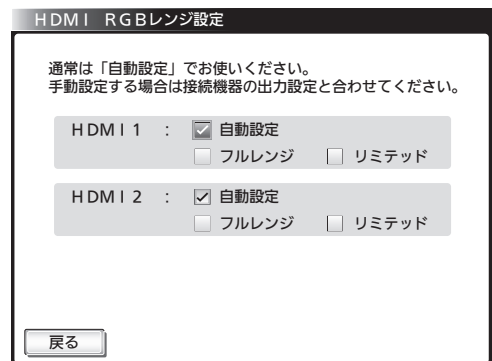 HDMI RGBレンジ設定
通常は「自動設定」でお使いください。
手動設定する場合は接続機器の出力設定と合わせてください。
HDMI1 : 自動設定
フルレンジ リミテッド
HDMI2 : 自動設定
フルレンジ リミテッド
戻る